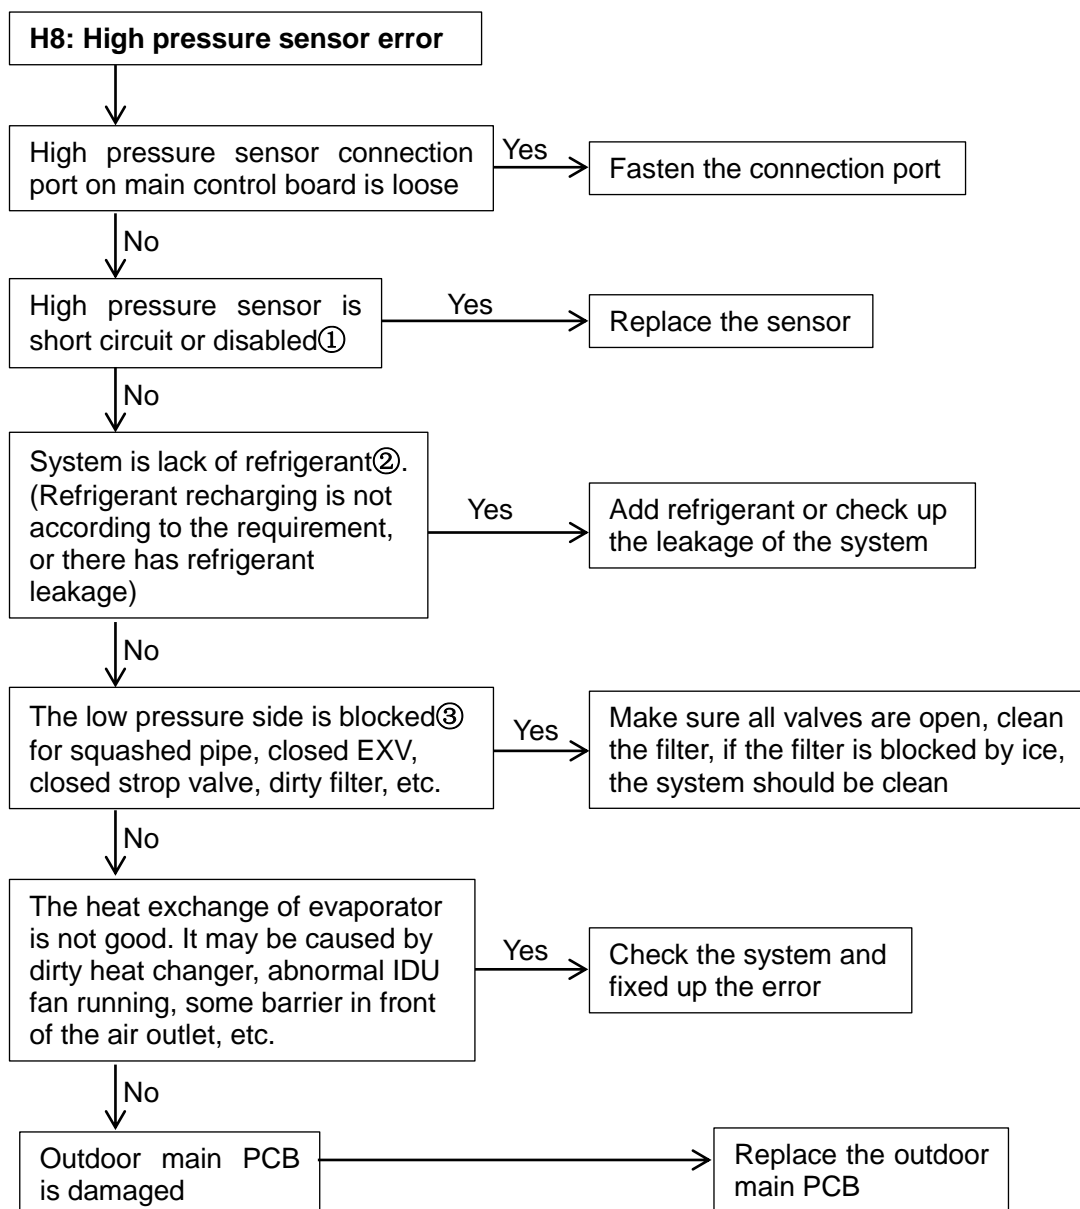 H8: High pressure sensor error
High pressure sensor connection
port on main control board is loose
Yes
Fasten the connection port
No
High pressure sensor is
short circuit or disabled①
Yes
Replace the sensor
No
System is lack of refrigerant②.
(Refrigerant recharging is not
according to the requirement,
or there has refrigerant
leakage)
Yes
Add refrigerant or check up
the leakage of the system
No
The low pressure side is blocked③
for squashed pipe, closed EXV,
closed strop valve, dirty filter, etc.
Yes
Make sure all valves are open, clean
the filter, if the filter is blocked by ice,
the system should be clean
No
The heat exchange of evaporator
is not good. It may be caused by
dirty heat changer, abnormal IDU
fan running, some barrier in front
of the air outlet, etc.
Yes
Check the system and
fixed up the error
No
Outdoor main PCB
is damaged
Replace the outdoor
main PCB